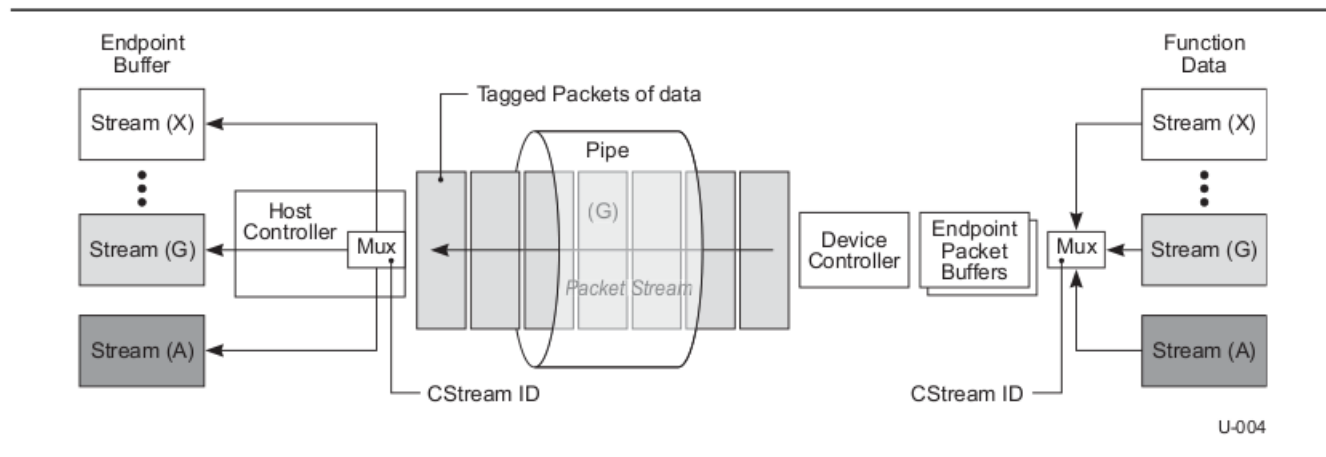 Endpoint
Buffer
Function
Data
Tagged Packets of data
Stream (X)
Pipe
Stream (X)
Host
Controller
(G)
Stream (G)
Mux
Device
Controller
Endpoint
Packet
Buffers
Mux
Stream (G)
Packet Stream
Stream (A)
Stream (A)
CStream ID
CStream ID
U-004